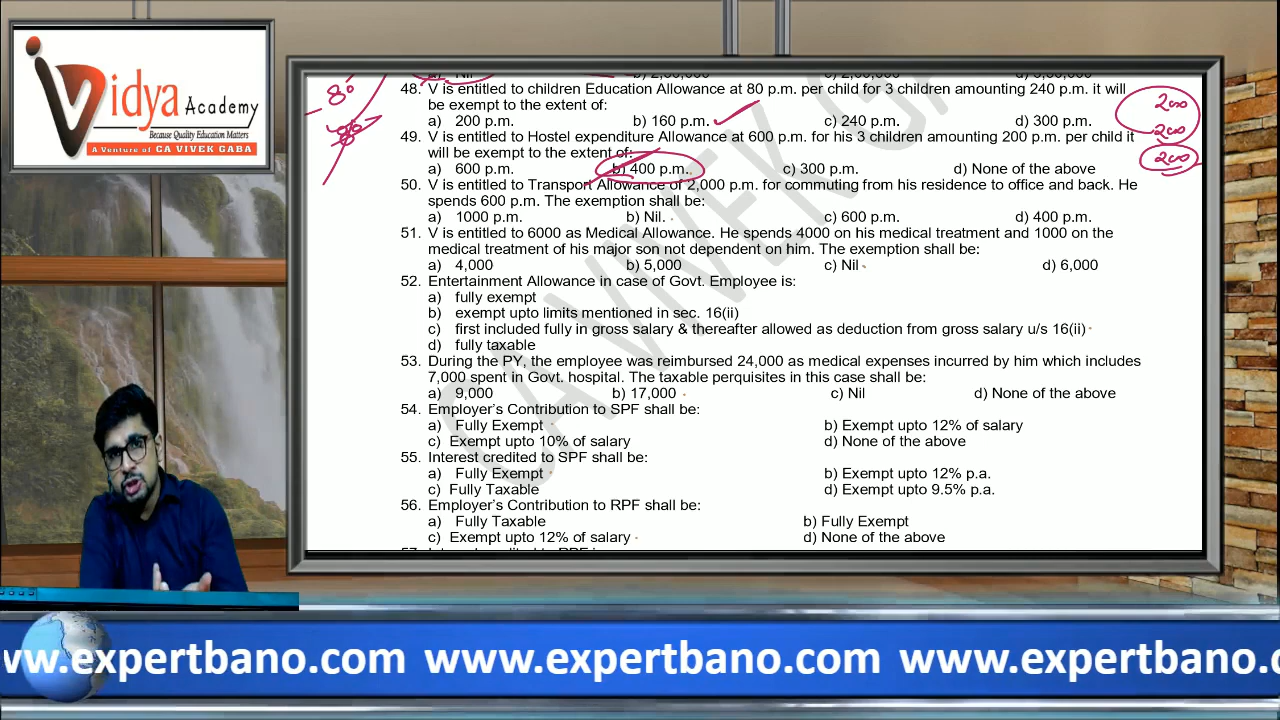 Vidya Academy
Because Quality Education Matters
A Venture of CA VIVEK GABA
48. V is entitled to children Education Allowance at 80 p.m. per child for 3 children amounting 240 p.m. it will
be exempt to the extent of:
a) 200 p.m. b) 160 p.m. c) 240 p.m. d) 300 p.m.
49. V is entitled to Hostel expenditure Allowance at 600 p.m. for his 3 children amounting 200 p.m. per child it
will be exempt to the extent of:
a) 600 p.m. b) 400 p.m. c) 300 p.m. d) None of the above
50. V is entitled to Transport Allowance of 2,000 p.m. for commuting from his residence to office and back. He
spends 600 p.m. The exemption shall be:
a) 1000 p.m. b) Nil. c) 600 p.m. d) 400 p.m.
51. V is entitled to 6000 as Medical Allowance. He spends 4000 on his medical treatment and 1000 on the
medical treatment of his major son not dependent on him. The exemption shall be:
a) 4,000 b) 5,000 c) Nil d) 6,000
52. Entertainment Allowance in case of Govt. Employee is:
a) fully exempt
b) exempt upto limits mentioned in sec. 16(ii)
c) first included fully in gross salary & thereafter allowed as deduction from gross salary u/s 16(ii)
d) fully taxable
53. During the PY, the employee was reimbursed 24,000 as medical expenses incurred by him which includes
7,000 spent in Govt. hospital. The taxable perquisites in this case shall be:
a) 9,000 b) 17,000 c) Nil d) None of the above
54. Employer's Contribution to SPF shall be:
a) Fully Exempt b) Exempt upto 12% of salary
c) Exempt upto 10% of salary d) None of the above
55. Interest credited to SPF shall be:
a) Fully Exempt b) Exempt upto 12% p.a.
c) Fully Taxable d) Exempt upto 9.5% p.a.
56. Employer's Contribution to RPF shall be:
a) Fully Taxable b) Fully Exempt
c) Exempt upto 12% of salary d) None of the above
80
200
200
200
CA VIVEK GA
www.expertbano.com www.expertbano.com www.expertbano.c